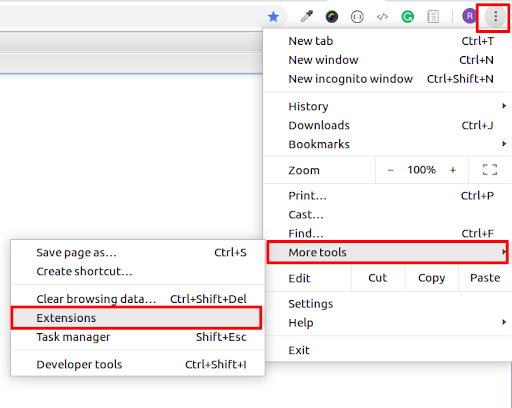 R
New tab Ctrl+T
New window Ctrl+N
New incognito window Ctrl+Shift+N
History
Downloads Ctrl+J
Bookmarks
Zoom − 100% +
Print... Ctrl+P
Cast...
Find... Ctrl+F
More tools
Edit Cut Copy Paste
Settings
Help
Exit
Save page as... Ctrl+S
Create shortcut...
Clear browsing data... Ctrl+Shift+Del
Extensions
Task manager Shift+Esc
Developer tools Ctrl+Shift+I